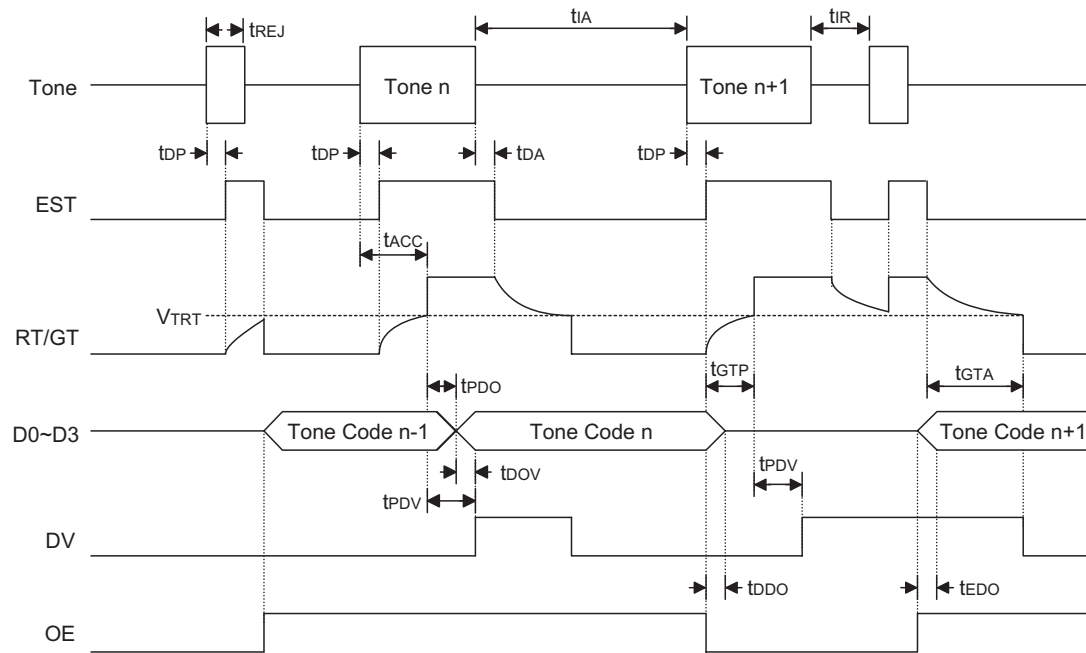 tIA
tIR
tREJ
Tone
Tone n
Tone n+1
tDP
tDP
tDA
tDP
EST
tACC
VTRT
RT/GT
tPDO
tGTP
tGTA
D0~D3
Tone Code n-1
Tone Code n
Tone Code n+1
tDOV
tPDV
tPDV
DV
tDDO
tEDO
OE